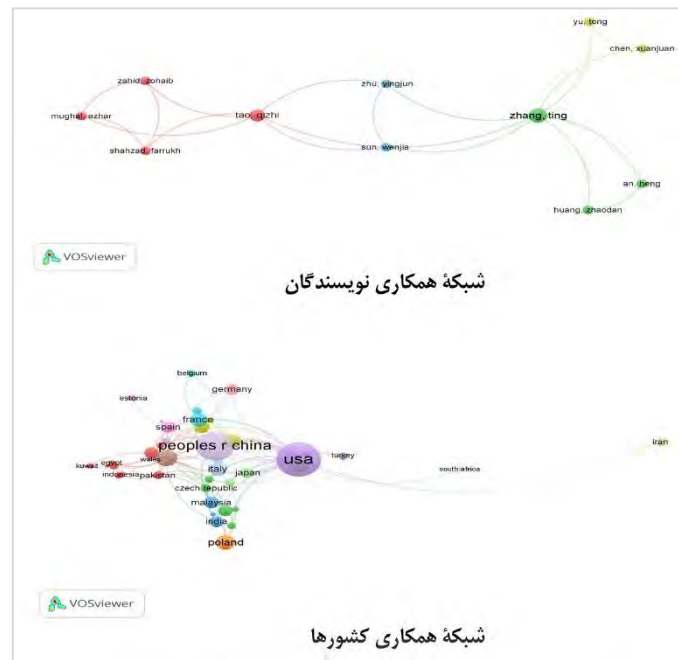 yu, tong
chen, xuanjuan
zahid, zohaib
zhu, yingjun
mughal, azhar
tao, qizhi
zhang, ting
shahzad, farrukh
sun, wenjia
an, heng
huang, zhaodan
VOSviewer
شبکهٔ همکاری نویسندگان
belgium
germany
estonia
france
spain
peoples r china
iran
usa
turkey
wales
kuwait
egypt
italy
japan
south africa
indonesia
pakistan
czech republic
malaysia
india
poland
VOSviewer
شبکهٔ همکاری کشورها